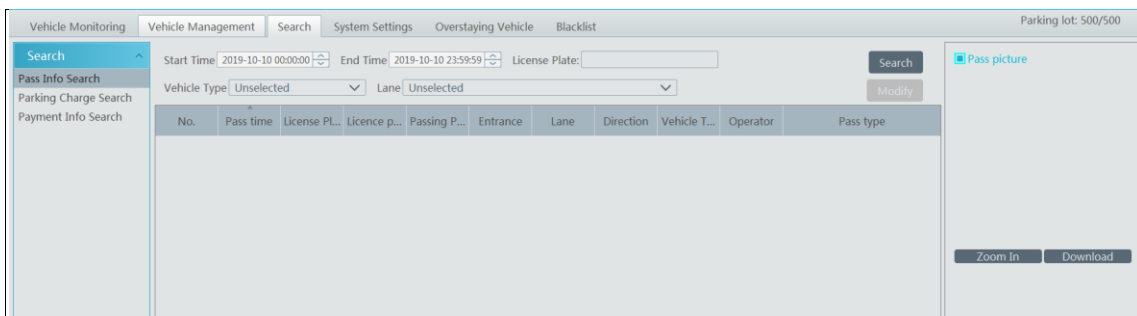 Vehicle Monitoring Vehicle Management Search System Settings Overstaying Vehicle Blacklist Parking lot: 500/500
Search
Pass Info Search
Parking Charge Search
Payment Info Search
Start Time 2019-10-10 00:00:00 End Time 2019-10-10 23:59:59 License Plate: Search
Vehicle Type Unselected Lane Unselected Modify
No. Pass time License Pl... Licence p... Passing P... Entrance Lane Direction Vehicle T... Operator Pass type
Pass picture
Zoom In Download